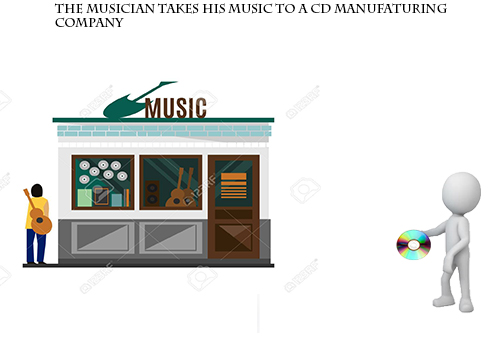 THE MUSICIAN TAKES HIS MUSIC TO A CD MANUFATURING
COMPANY
MUSIC